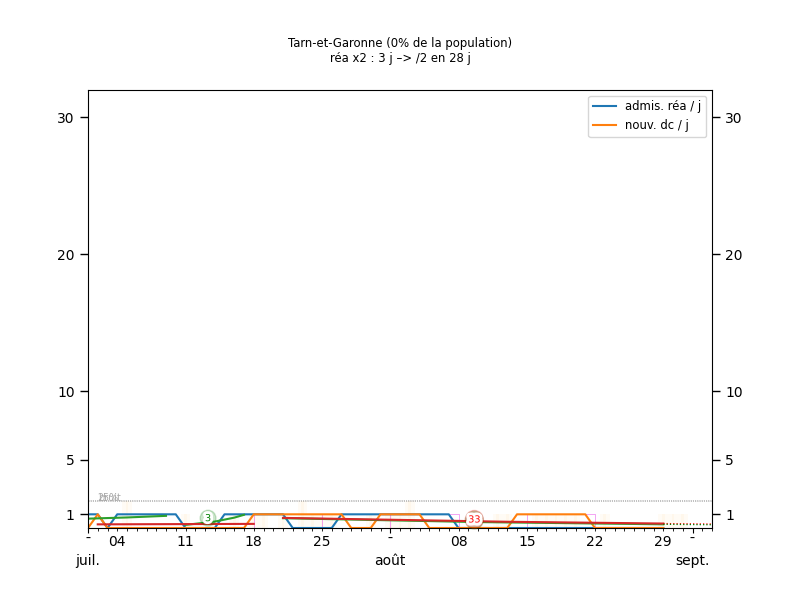 Tarn-et-Garonne (0% de la population)
réa x2 : 3 j –> /2 en 28 j
admis. réa / j
nouv. dc / j
30
30
20
20
10
10
5
5
1
1
3
33
- 04 11 18 25 - 08 15 22 29 -
juil. août sept.